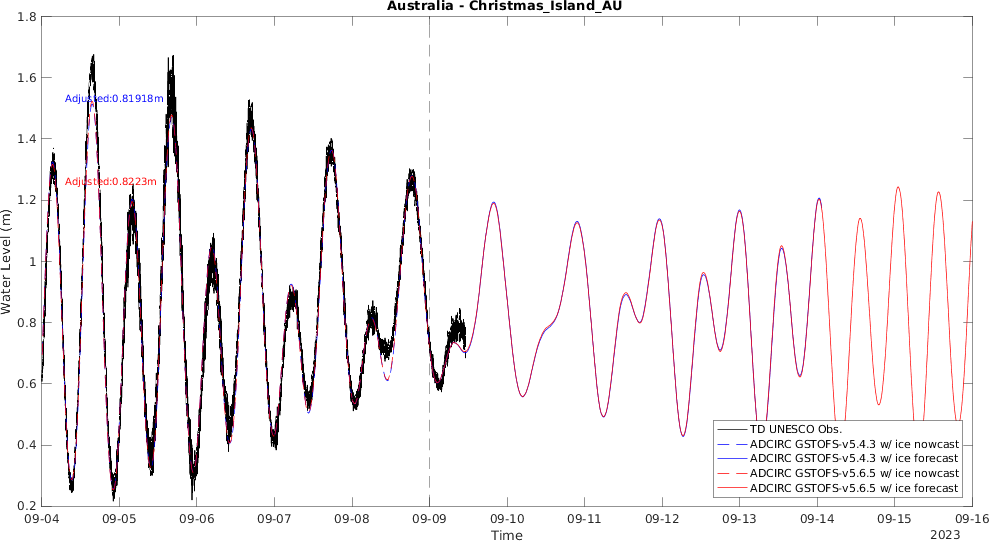 Australia - Christmas_Island_AU
1.8
1.6
1.4
1.2
1
0.8
0.6
0.4
0.2
Water Level (m)
Adjusted:0.81918m
Adjusted:0.8223m
TD UNESCO Obs.
ADCIRC GSTOFS-v5.4.3 w/ ice nowcast
ADCIRC GSTOFS-v5.4.3 w/ ice forecast
ADCIRC GSTOFS-v5.6.5 w/ ice nowcast
ADCIRC GSTOFS-v5.6.5 w/ ice forecast
09-04 09-05 09-06 09-07 09-08 09-09 09-10 09-11 09-12 09-13 09-14 09-15 09-16
Time
2023